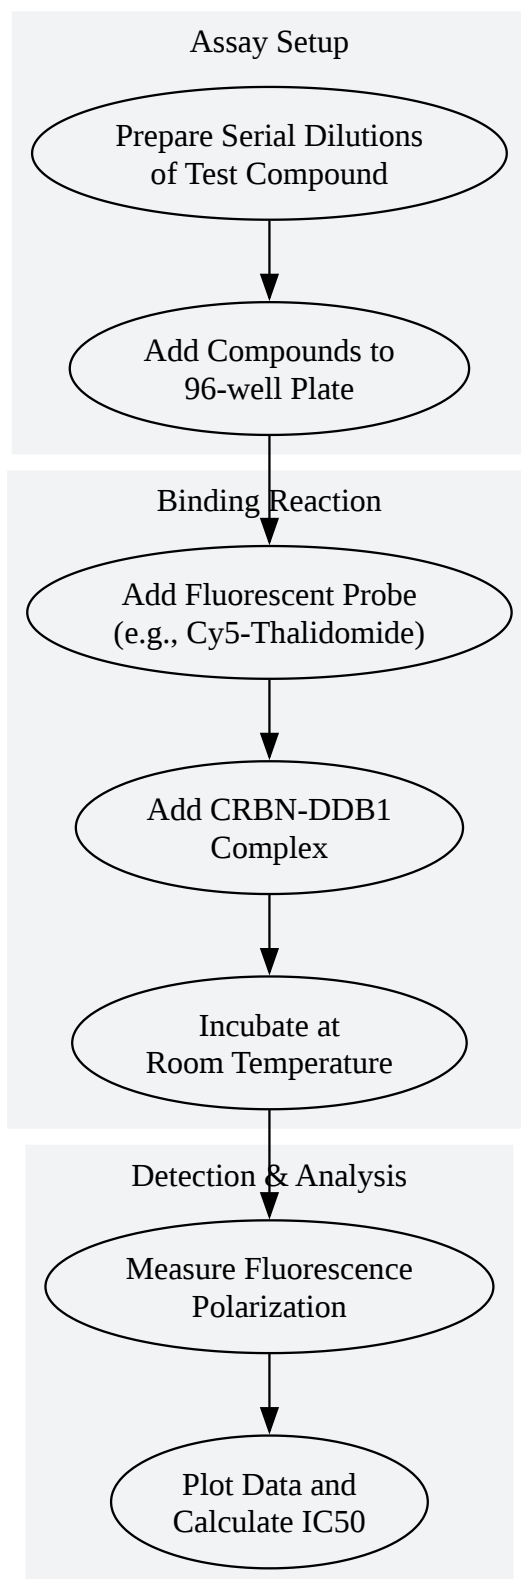 Assay Setup
Prepare Serial Dilutions
of Test Compound
Add Compounds to
96-well Plate
Binding Reaction
Add Fluorescent Probe
(e.g., Cy5-Thalidomide)
Add CRBN-DDB1
Complex
Incubate at
Room Temperature
Detection & Analysis
Measure Fluorescence
Polarization
Plot Data and
Calculate IC50